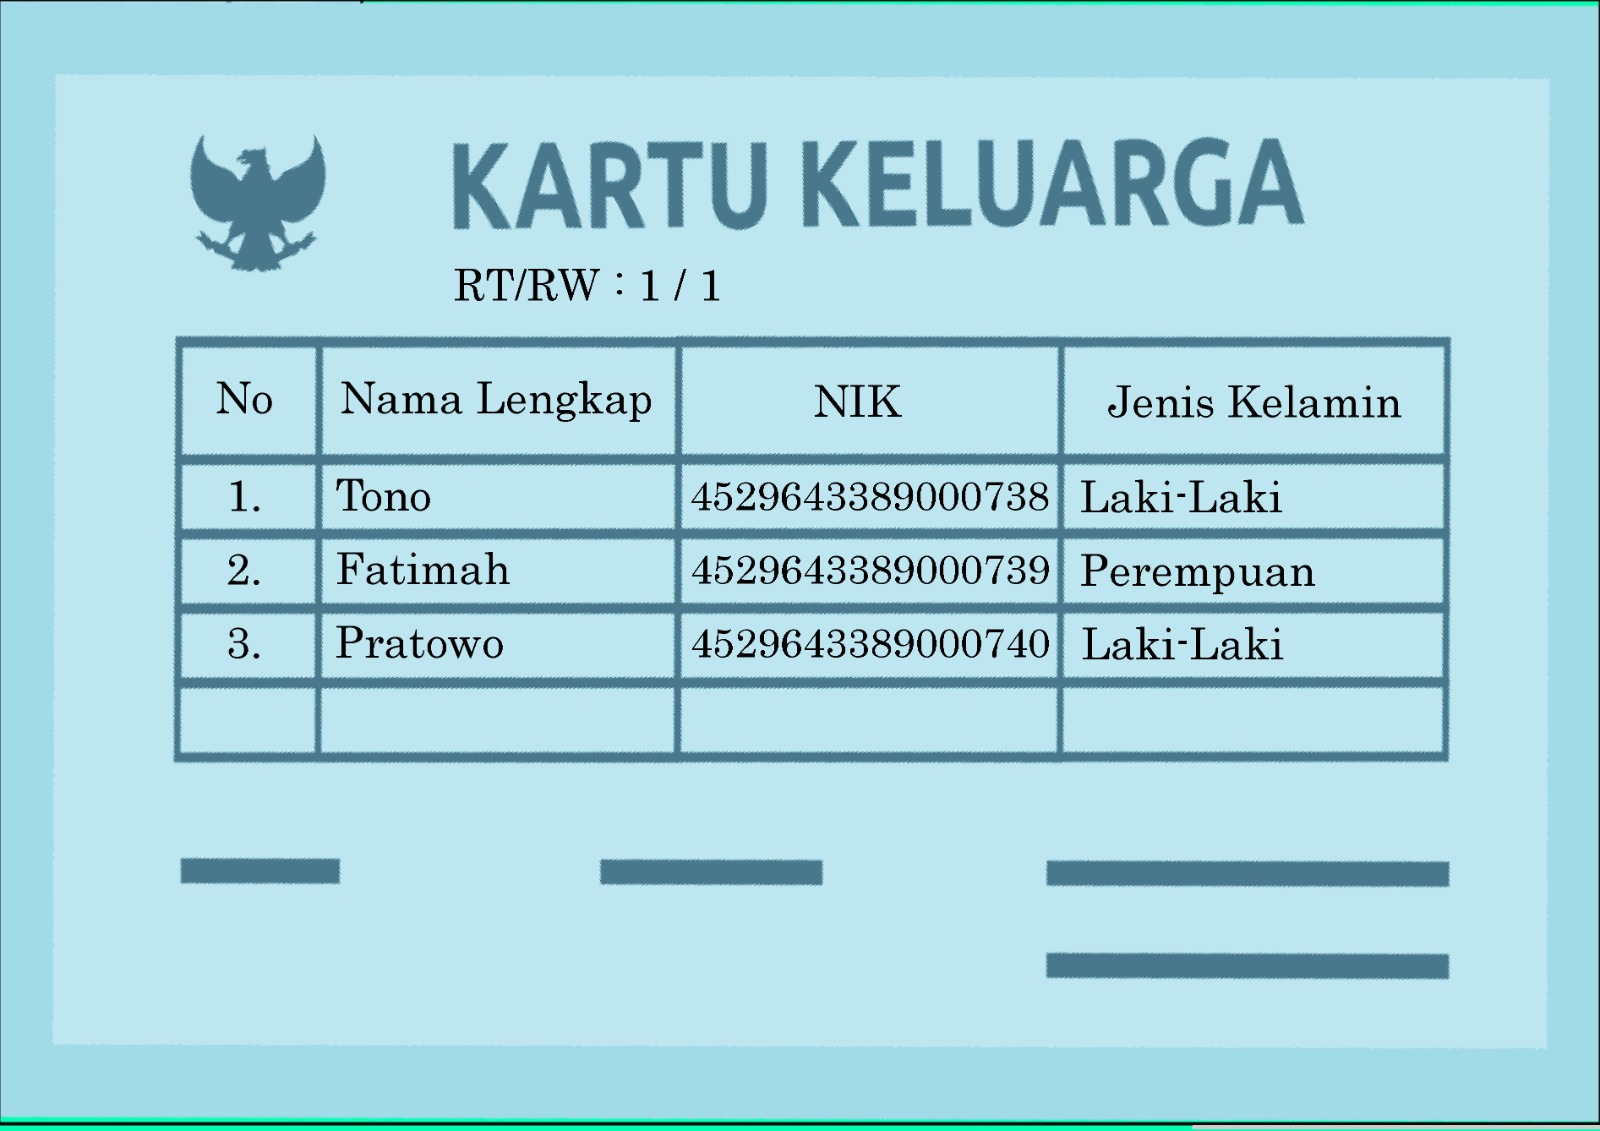 KARTU KELUARGA
RT/RW : 1 / 1
No Nama Lengkap NIK Jenis Kelamin
1. Tono 4529643389000738 Laki-Laki
2. Fatimah 4529643389000739 Perempuan
3. Pratowo 4529643389000740 Laki-Laki